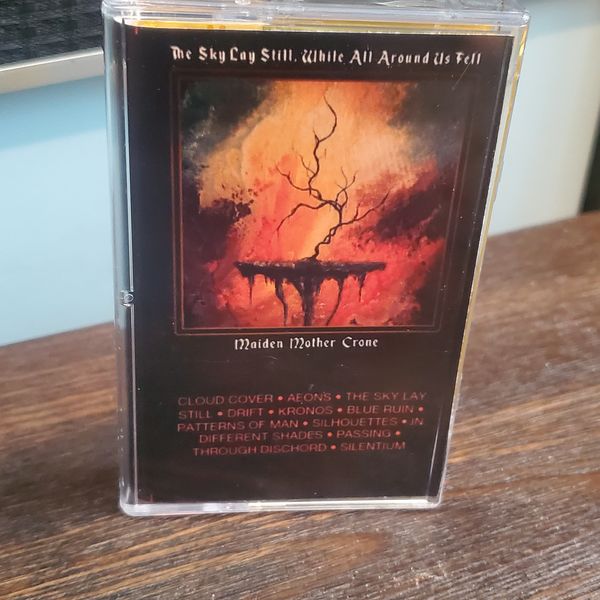 The Sky Lay Still, While All Around Us Fell
Maiden Mother Crone
CLOUD COVER • AEONS • THE SKY LAY
STILL • DRIFT • KRONOS • BLUE RUIN •
PATTERNS OF MAN • SILHOUETTES • IN
DIFFERENT SHADES • PASSING •
THROUGH DISCHORD • SILENTIUM